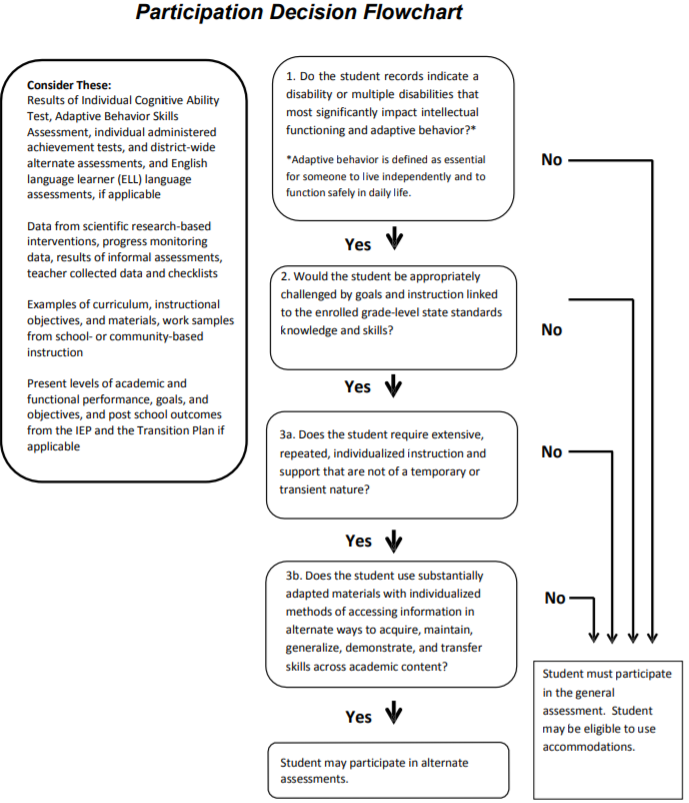 Participation Decision Flowchart
Consider These:
Results of Individual Cognitive Ability
Test, Adaptive Behavior Skills
Assessment, individual administered
achievement tests, and district-wide
alternate assessments, and English
language learner (ELL) language
assessments, if applicable
Data from scientific research-based
interventions, progress monitoring
data, results of informal assessments,
teacher collected data and checklists
Examples of curriculum, instructional
objectives, and materials, work samples
from school- or community-based
instruction
Present levels of academic and
functional performance, goals, and
objectives, and post school outcomes
from the IEP and the Transition Plan if
applicable
1. Do the student records indicate a
disability or multiple disabilities that
most significantly impact intellectual
functioning and adaptive behavior?*
*Adaptive behavior is defined as essential
for someone to live independently and to
function safely in daily life.
No
Yes
2. Would the student be appropriately
challenged by goals and instruction linked
to the enrolled grade-level state standards
knowledge and skills?
No
Yes
3a. Does the student require extensive,
repeated, individualized instruction and
support that are not of a temporary or
transient nature?
No
Yes
3b. Does the student use substantially
adapted materials with individualized
methods of accessing information in
alternate ways to acquire, maintain,
generalize, demonstrate, and transfer
skills across academic content?
No
Yes
Student may participate in alternate
assessments.
Student must participate
in the general
assessment. Student
may be eligible to use
accommodations.